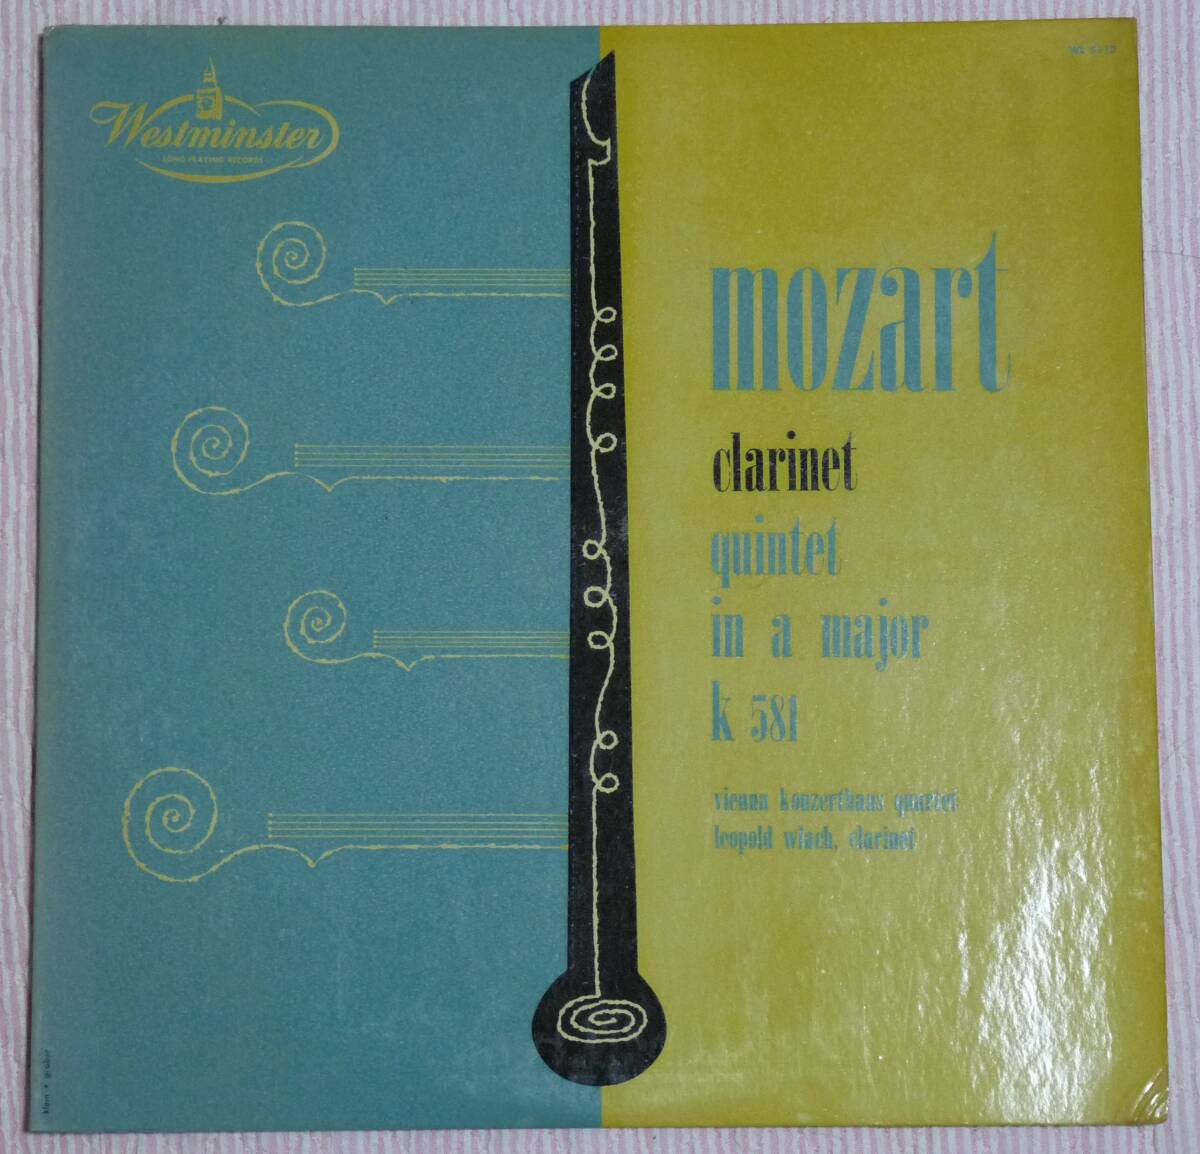 Westminster
LONG PLAYING RECORDS
mozart
clarinet
quintet
in a major
k 581
vienna konzerthaus quartet
leopold wlach, clarinet